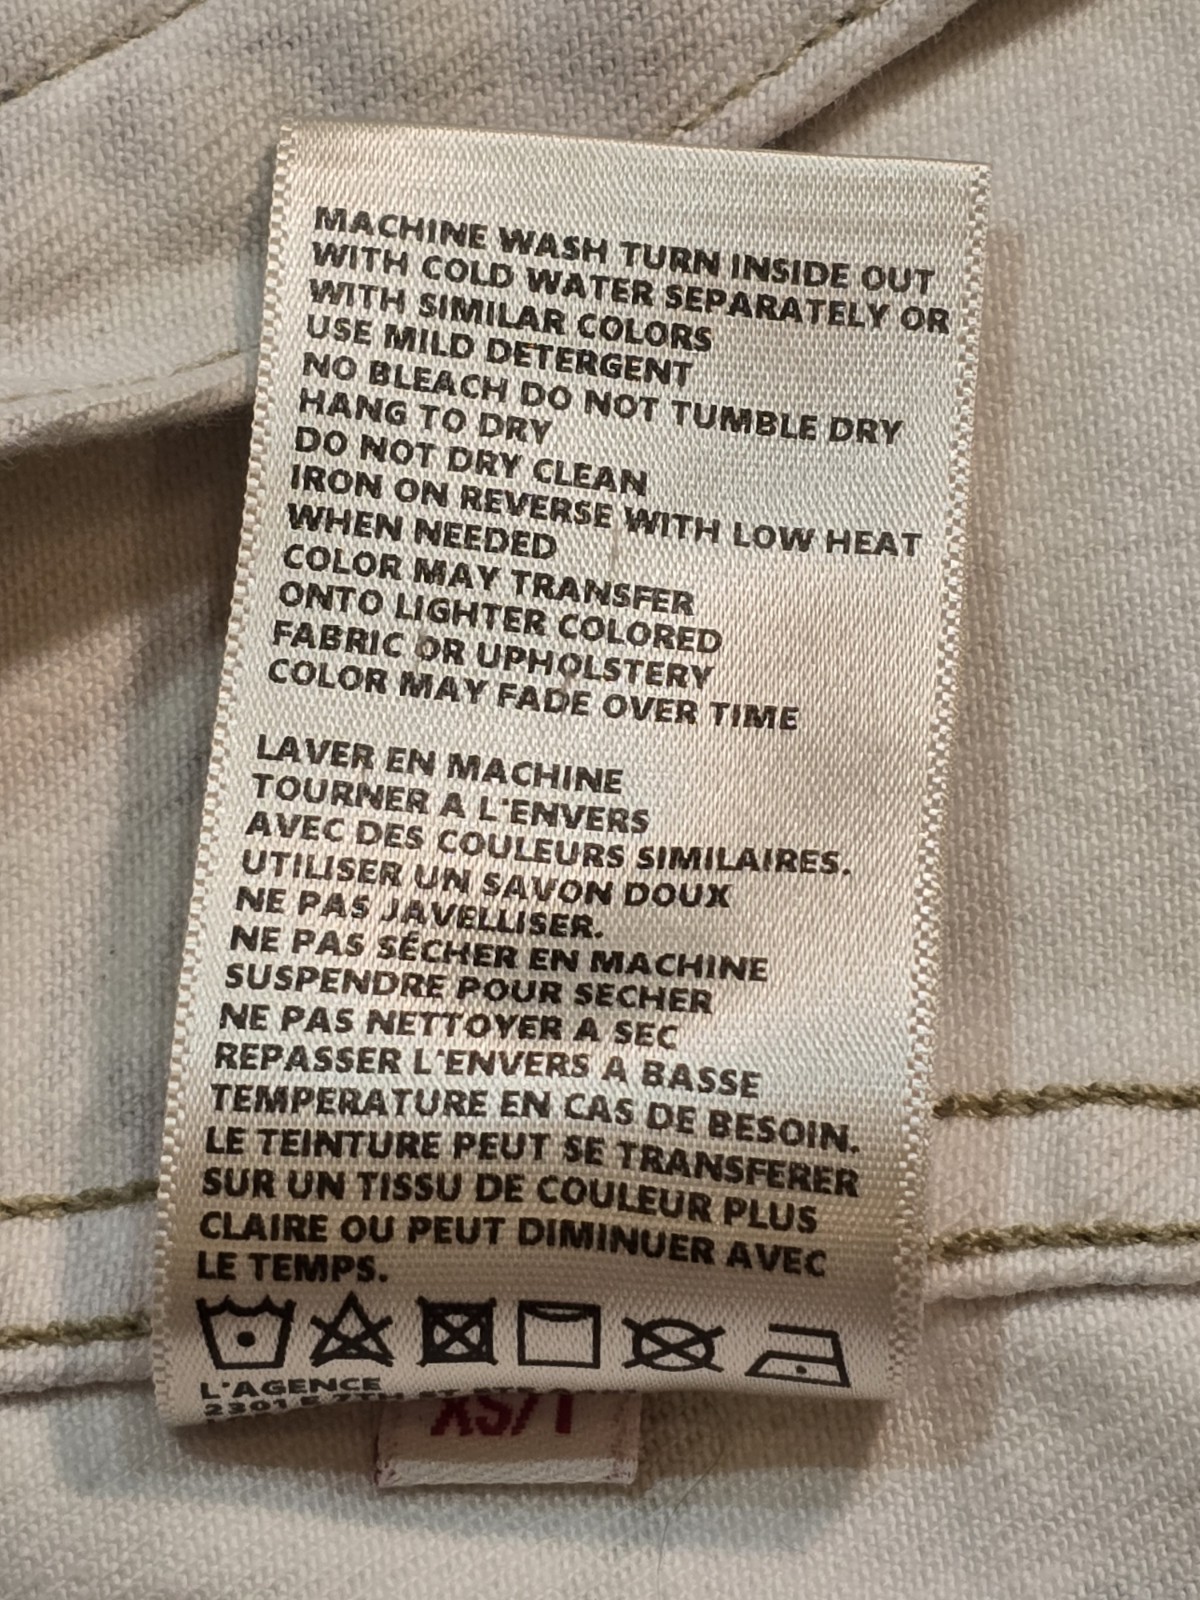 MACHINE WASH TURN INSIDE OUT
WITH COLD WATER SEPARATELY OR
WITH SIMILAR COLORS
USE MILD DETERGENT
NO BLEACH DO NOT TUMBLE DRY
HANG TO DRY
DO NOT DRY CLEAN
IRON ON REVERSE WITH LOW HEAT
WHEN NEEDED
COLOR MAY TRANSFER
ONTO LIGHTER COLORED
FABRIC OR UPHOLSTERY
COLOR MAY FADE OVER TIME
LAVER EN MACHINE
TOURNER A L'ENVERS
AVEC DES COULEURS SIMILAIRES.
UTILISER UN SAVON DOUX
NE PAS JAVELLISER.
NE PAS SÉCHER EN MACHINE
SUSPENDRE POUR SECHER
NE PAS NETTOYER A SEC
REPASSER L'ENVERS A BASSE
TEMPERATURE EN CAS DE BESOIN.
LE TEINTURE PEUT SE TRANSFERER
SUR UN TISSU DE COULEUR PLUS
CLAIRE OU PEUT DIMINUER AVEC
LE TEMPS.
L'AGENCE
2301 E 7TH ST